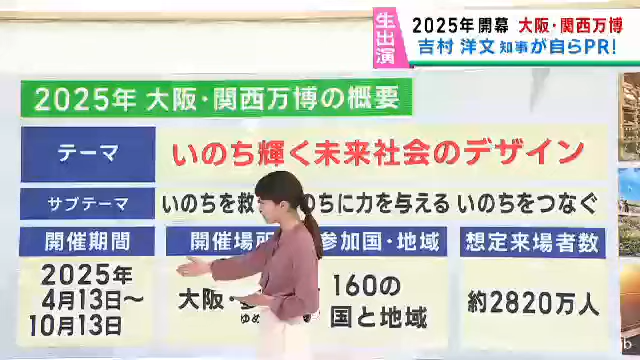 生出演
2025年開幕 大阪・関西万博
吉村 洋文 知事が自らPR!
2025年 大阪・関西万博の概要
テーマ
いのち輝く未来社会のデザイン
サブテーマ
いのちを救
のちに力を与える
いのちをつなぐ
開催期間
開催場所
参加国・地域
想定来場者数
2025年
4月13日〜
10月13日
大阪・
ゆめ
160の
国と地域
約2820万人